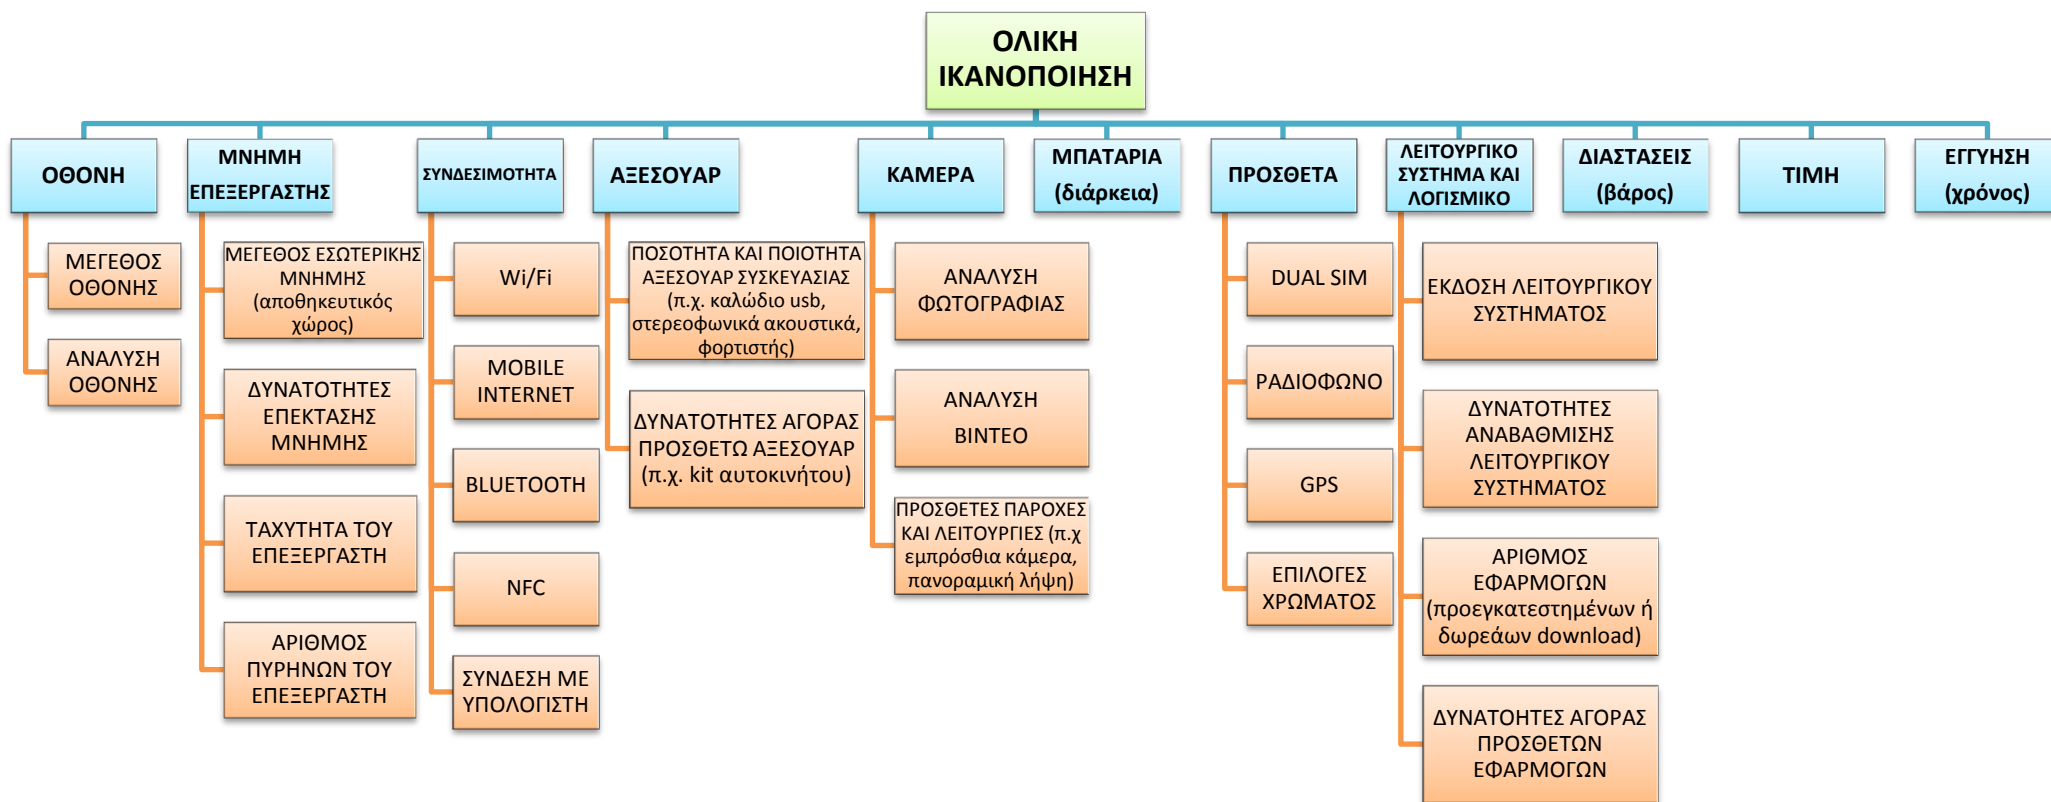 ΟΛΙΚΗ
ΙΚΑΝΟΠΟΙΗΣΗ
ΟΘΟΝΗ
ΜΕΓΕΘΟΣ
ΟΘΟΝΗΣ
ΑΝΑΛΥΣΗ
ΟΘΟΝΗΣ
ΜΝΗΜΗ
ΕΠΕΞΕΡΓΑΣΤΗΣ
ΜΕΓΕΘΟΣ ΕΣΩΤΕΡΙΚΗΣ
ΜΝΗΜΗΣ
(αποθηκευτικός
χώρος)
ΔΥΝΑΤΟΤΗΤΕΣ
ΕΠΕΚΤΑΣΗΣ
ΜΝΗΜΗΣ
ΤΑΧΥΤΗΤΑ ΤΟΥ
ΕΠΕΞΕΡΓΑΣΤΗ
ΑΡΙΘΜΟΣ
ΠΥΡΗΝΩΝ ΤΟΥ
ΕΠΕΞΕΡΓΑΣΤΗ
ΣΥΝΔΕΣΙΜΟΤΗΤΑ
Wi/Fi
MOBILE
INTERNET
BLUETOOTH
NFC
ΣΥΝΔΕΣΗ ΜΕ
ΥΠΟΛΟΓΙΣΤΗ
ΑΞΕΣΟΥΑΡ
ΠΟΣΟΤΗΤΑ ΚΑΙ ΠΟΙΟΤΗΤΑ
ΑΞΕΣΟΥΑΡ ΣΥΣΚΕΥΑΣΙΑΣ
(π.χ. καλώδιο usb,
στερεοφωνικά ακουστικά,
φορτιστής)
ΔΥΝΑΤΟΤΗΤΕΣ ΑΓΟΡΑΣ
ΠΡΟΣΘΕΤΩ ΑΞΕΣΟΥΑΡ
(π.χ. kit αυτοκινήτου)
ΚΑΜΕΡΑ
ΑΝΑΛΥΣΗ
ΦΩΤΟΓΡΑΦΙΑΣ
ΑΝΑΛΥΣΗ
ΒΙΝΤΕΟ
ΠΡΟΣΘΕΤΕΣ ΠΑΡΟΧΕΣ
ΚΑΙ ΛΕΙΤΟΥΡΓΙΕΣ (π.χ
εμπρόσθια κάμερα,
πανοραμική λήψη)
ΜΠΑΤΑΡΙΑ
(διάρκεια)
ΠΡΟΣΘΕΤΑ
DUAL SIM
ΡΑΔΙΟΦΩΝΟ
GPS
ΕΠΙΛΟΓΕΣ
ΧΡΩΜΑΤΟΣ
ΛΕΙΤΟΥΡΓΙΚΟ
ΣΥΣΤΗΜΑ ΚΑΙ
ΛΟΓΙΣΜΙΚΟ
ΕΚΔΟΣΗ ΛΕΙΤΟΥΡΓΙΚΟΥ
ΣΥΣΤΗΜΑΤΟΣ
ΔΥΝΑΤΟΤΗΤΕΣ
ΑΝΑΒΑΘΜΙΣΗΣ
ΛΕΙΤΟΥΡΓΙΚΟΥ
ΣΥΣΤΗΜΑΤΟΣ
ΑΡΙΘΜΟΣ
ΕΦΑΡΜΟΓΩΝ
(προεγκατεστημένων ή
δωρεάων download)
ΔΥΝΑΤΟΗΤΕΣ ΑΓΟΡΑΣ
ΠΡΟΣΘΕΤΩΝ
ΕΦΑΡΜΟΓΩΝ
ΔΙΑΣΤΑΣΕΙΣ
(βάρος)
ΤΙΜΗ
ΕΓΓΥΗΣΗ
(χρόνος)